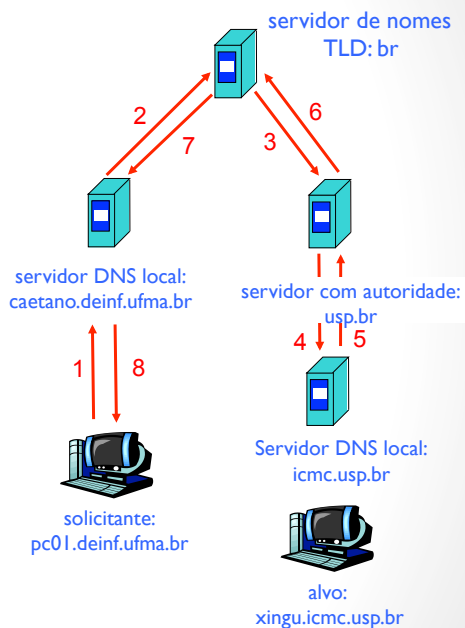 servidor de nomes
TLD: br
2
7
3
6
servidor DNS local:
caetano.deinf.ufma.br
servidor com autoridade:
usp.br
1
8
4
5
Servidor DNS local:
icmc.usp.br
solicitante:
pc01.deinf.ufma.br
alvo:
xingu.icmc.usp.br